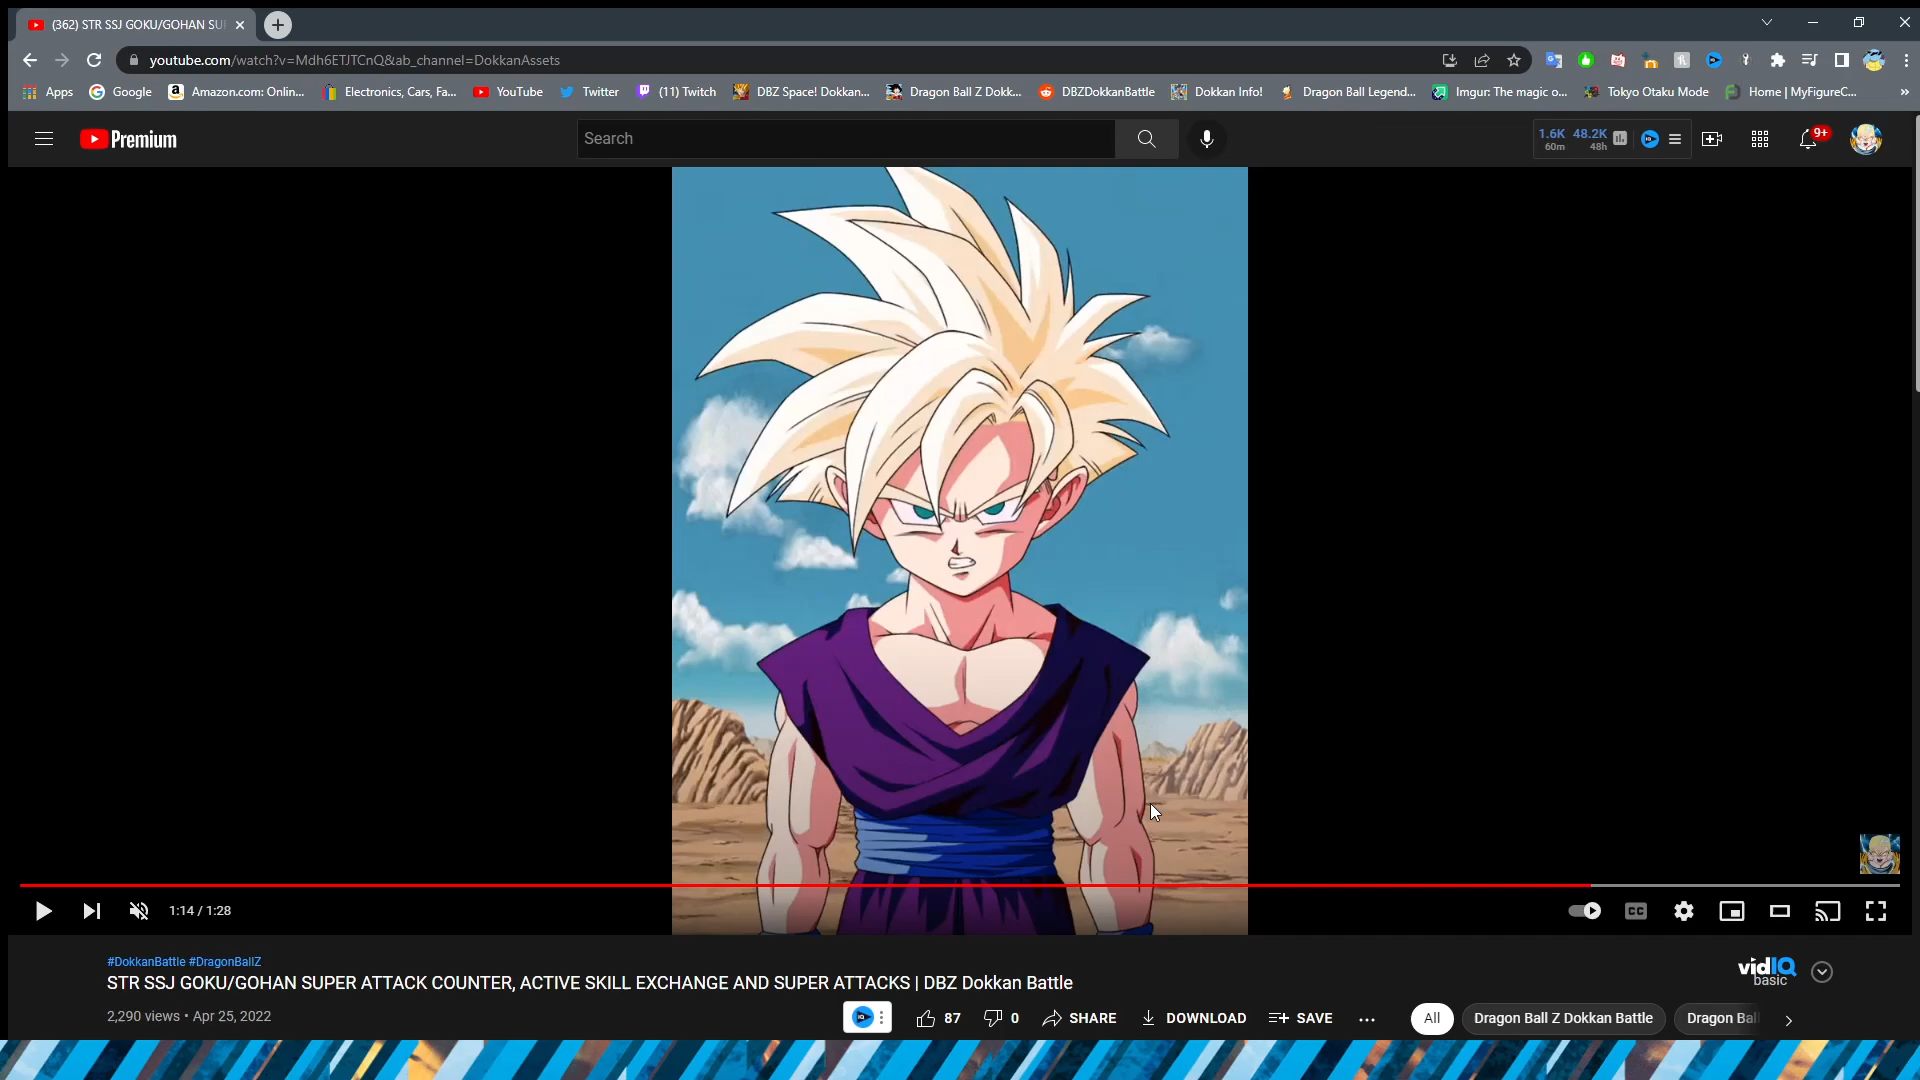 (362) STR SSJ GOKU/GOHAN SU
youtube.com/watch?v=Mdh6ETJTCnQ&ab_channel=DokkanAssets
Apps
Google
Amazon.com: Onlin...
Electronics, Cars, Fa...
YouTube
Twitter
(11) Twitch
DBZ Space! Dokkan...
Dragon Ball Z Dokk...
DBZDokkanBattle
Dokkan Info!
Dragon Ball Legend...
Imgur: The magic o...
Tokyo Otaku Mode
Home | MyFigureC...
Premium
Search
1.6K 48.2K
60m 48h
9+
1:14 / 1:28
CC
#DokkanBattle #DragonBallZ
STR SSJ GOKU/GOHAN SUPER ATTACK COUNTER, ACTIVE SKILL EXCHANGE AND SUPER ATTACKS | DBZ Dokkan Battle
vidIQ
basic
2,290 views • Apr 25, 2022
87
0
SHARE
DOWNLOAD
SAVE
All
Dragon Ball Z Dokkan Battle
Dragon Bal